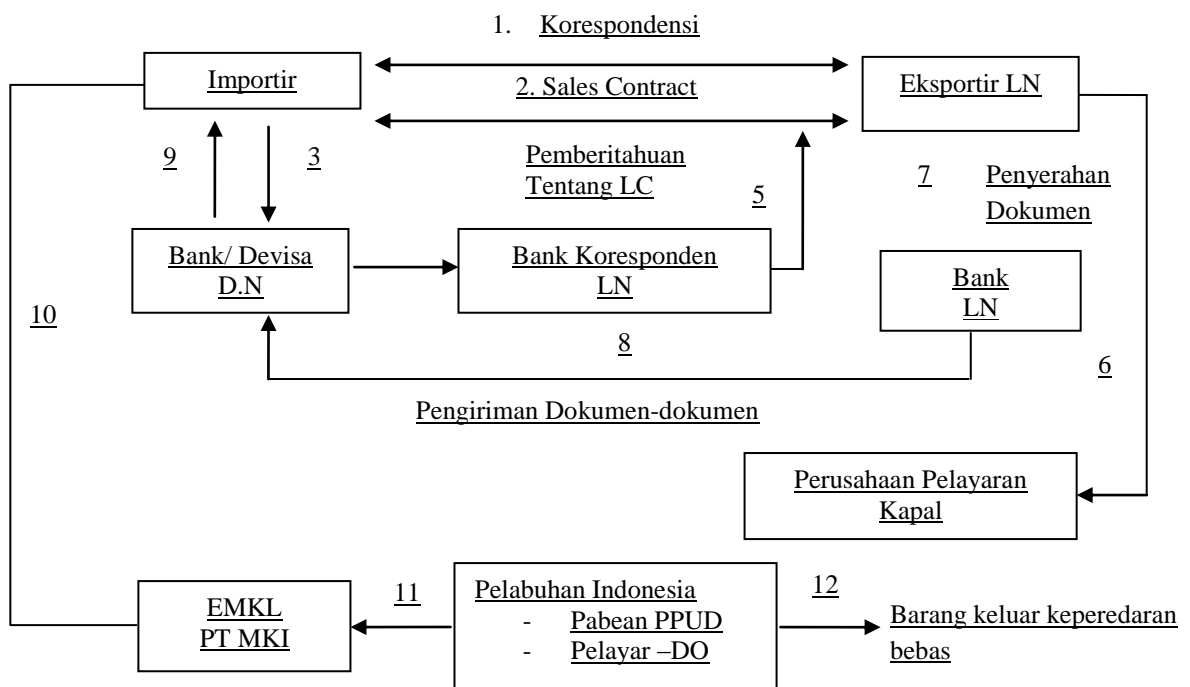 1. Korespondensi
Importir
2. Sales Contract
Eksportir LN
9
3
Pemberitahuan
Tentang LC
5
7
Penyerahan
Dokumen
Bank/ Devisa
D.N
Bank Koresponden
LN
Bank
LN
10
8
6
Pengiriman Dokumen-dokumen
Perusahaan Pelayaran
Kapal
EMKL
PT MKI
11
Pelabuhan Indonesia
- Pabean PPUD
- Pelayar –DO
12
Barang keluar keperedaran
bebas